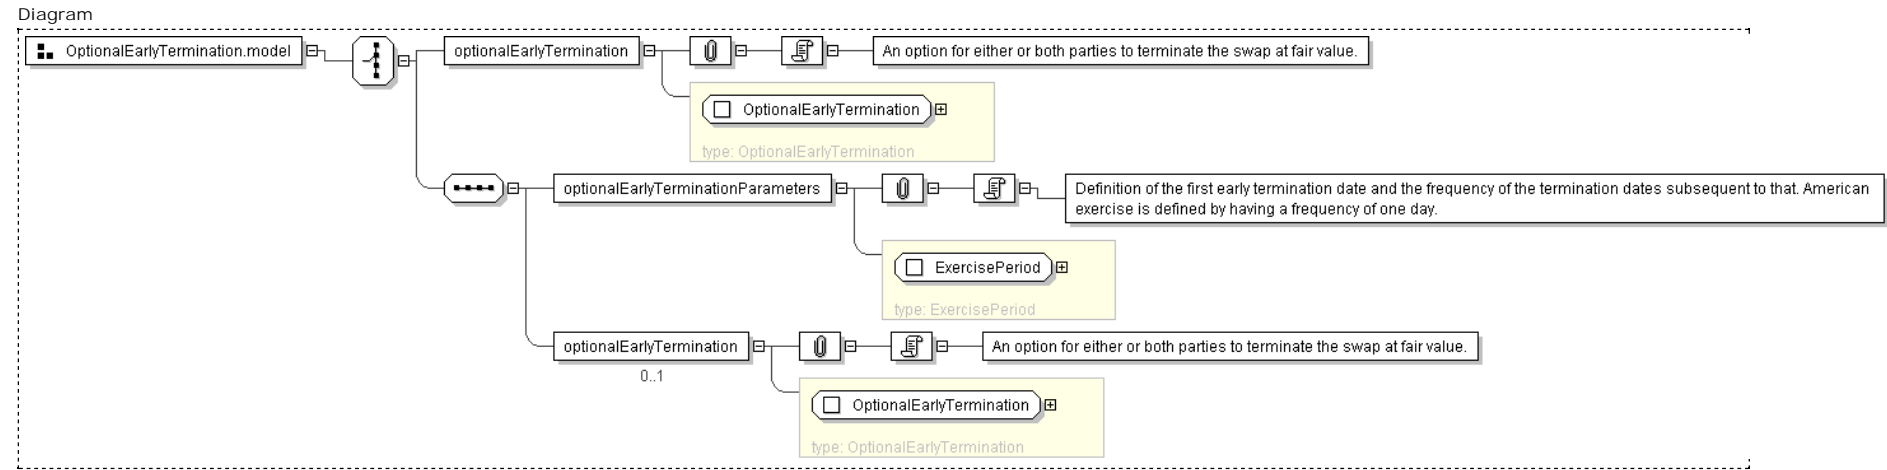 Diagram
OptionalEarlyTermination.model
optionalEarlyTermination
An option for either or both parties to terminate the swap at fair value.
OptionalEarlyTermination
type: OptionalEarlyTermination
optionalEarlyTerminationParameters
Definition of the first early termination date and the frequency of the termination dates subsequent to that. American
exercise is defined by having a frequency of one day.
ExercisePeriod
type: ExercisePeriod
optionalEarlyTermination
An option for either or both parties to terminate the swap at fair value.
0..1
OptionalEarlyTermination
type: OptionalEarlyTermination